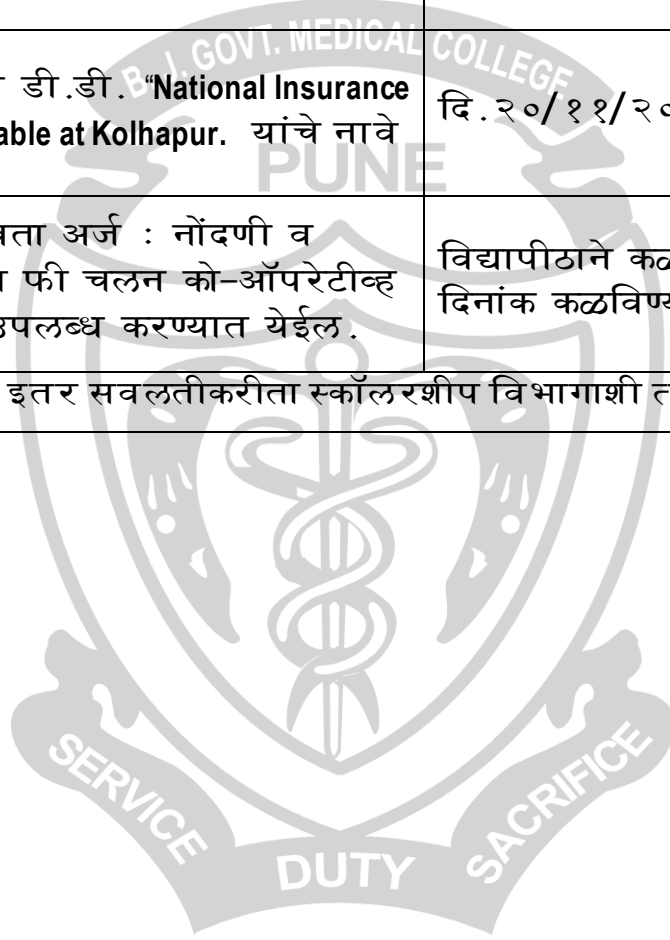 B. J. GOVT. MEDICAL COLLEGE
PUNE
डी.डी. “National Insurance
able at Kolhapur. यांचे नावे
दि.२०/११/२०
अर्ज : नोंदणी व
फी चलन को-ऑपरेटीव्ह
उपलब्ध करण्यात येईल.
विद्यापीठाने
दिनांक
इतर सवलतीकरीता स्कॉलरशीप विभागाशी
SERVICE
DUTY
SACRIFICE